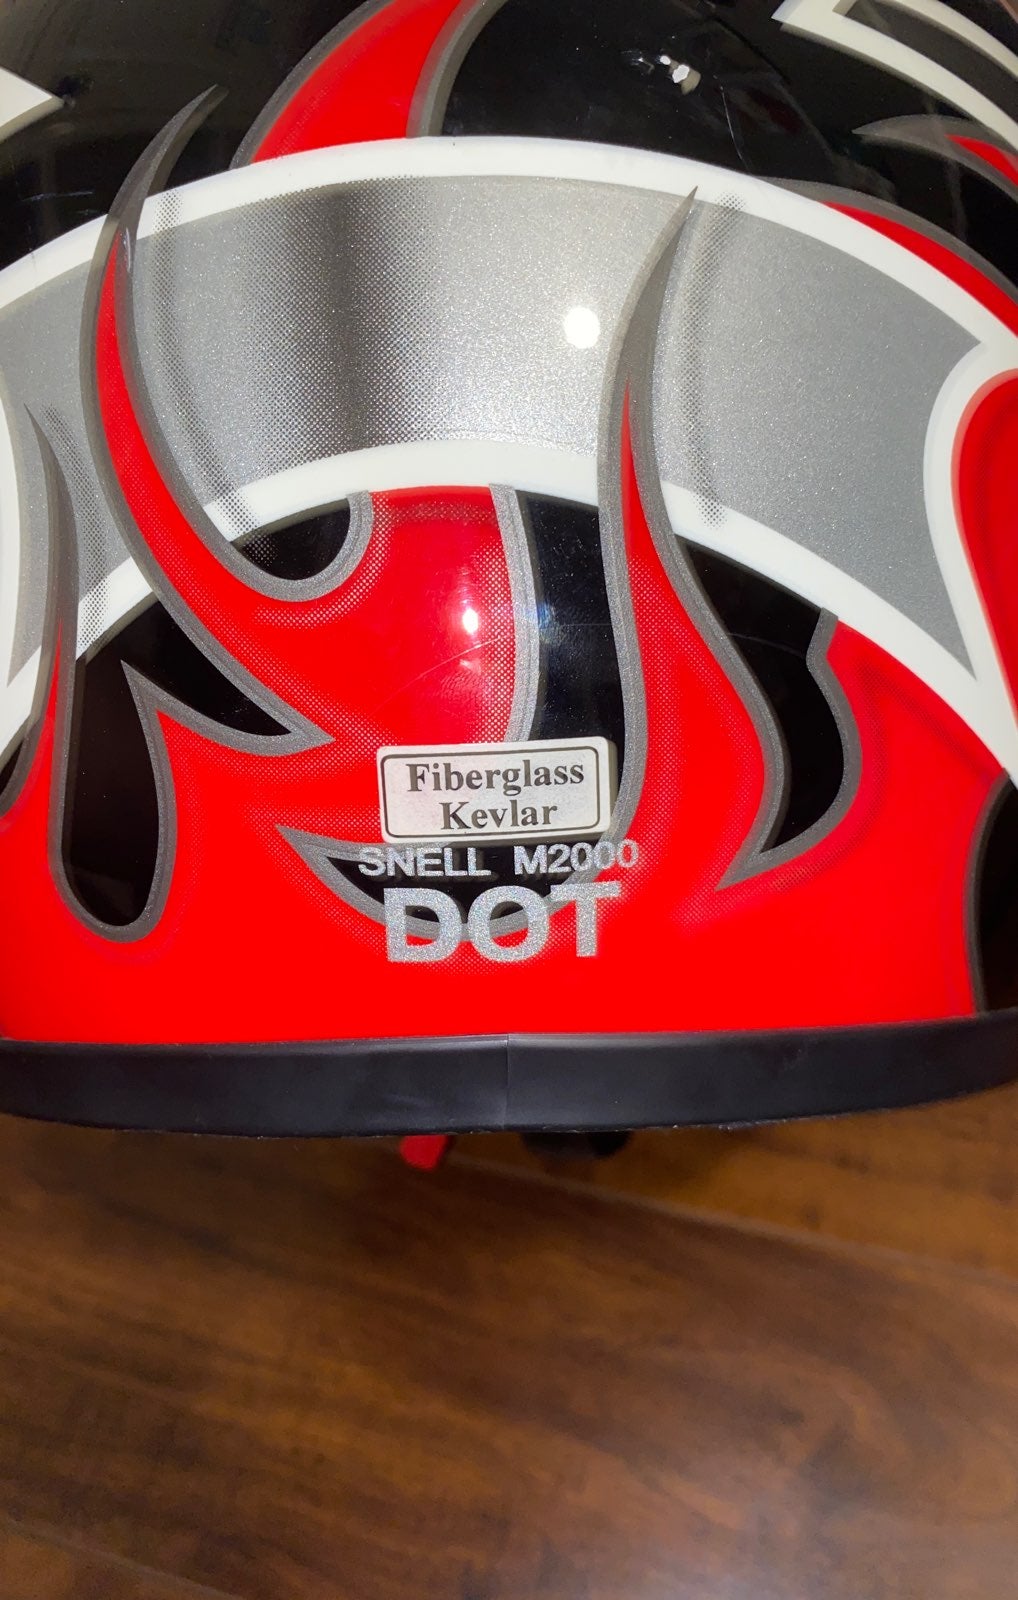 Fiberglass
Kevlar
SNELL M2000
DOT